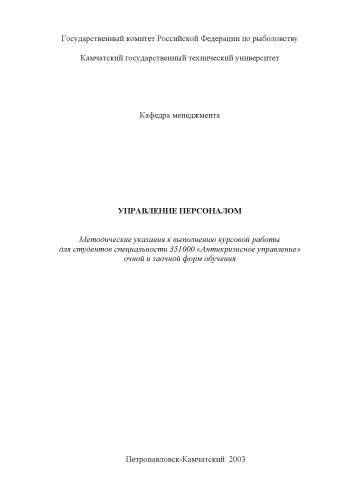 Государственный комитет Российской Федерации по рыболовству
Камчатский государственный технический университет
Кафедра менеджмента
УПРАВЛЕНИЕ ПЕРСОНАЛОМ
Методические указания к выполнению курсовой работы
для студентов специальности 351000 «Антикризисное управление»
очной и заочной форм обучения
Петропавловск-Камчатский 2003